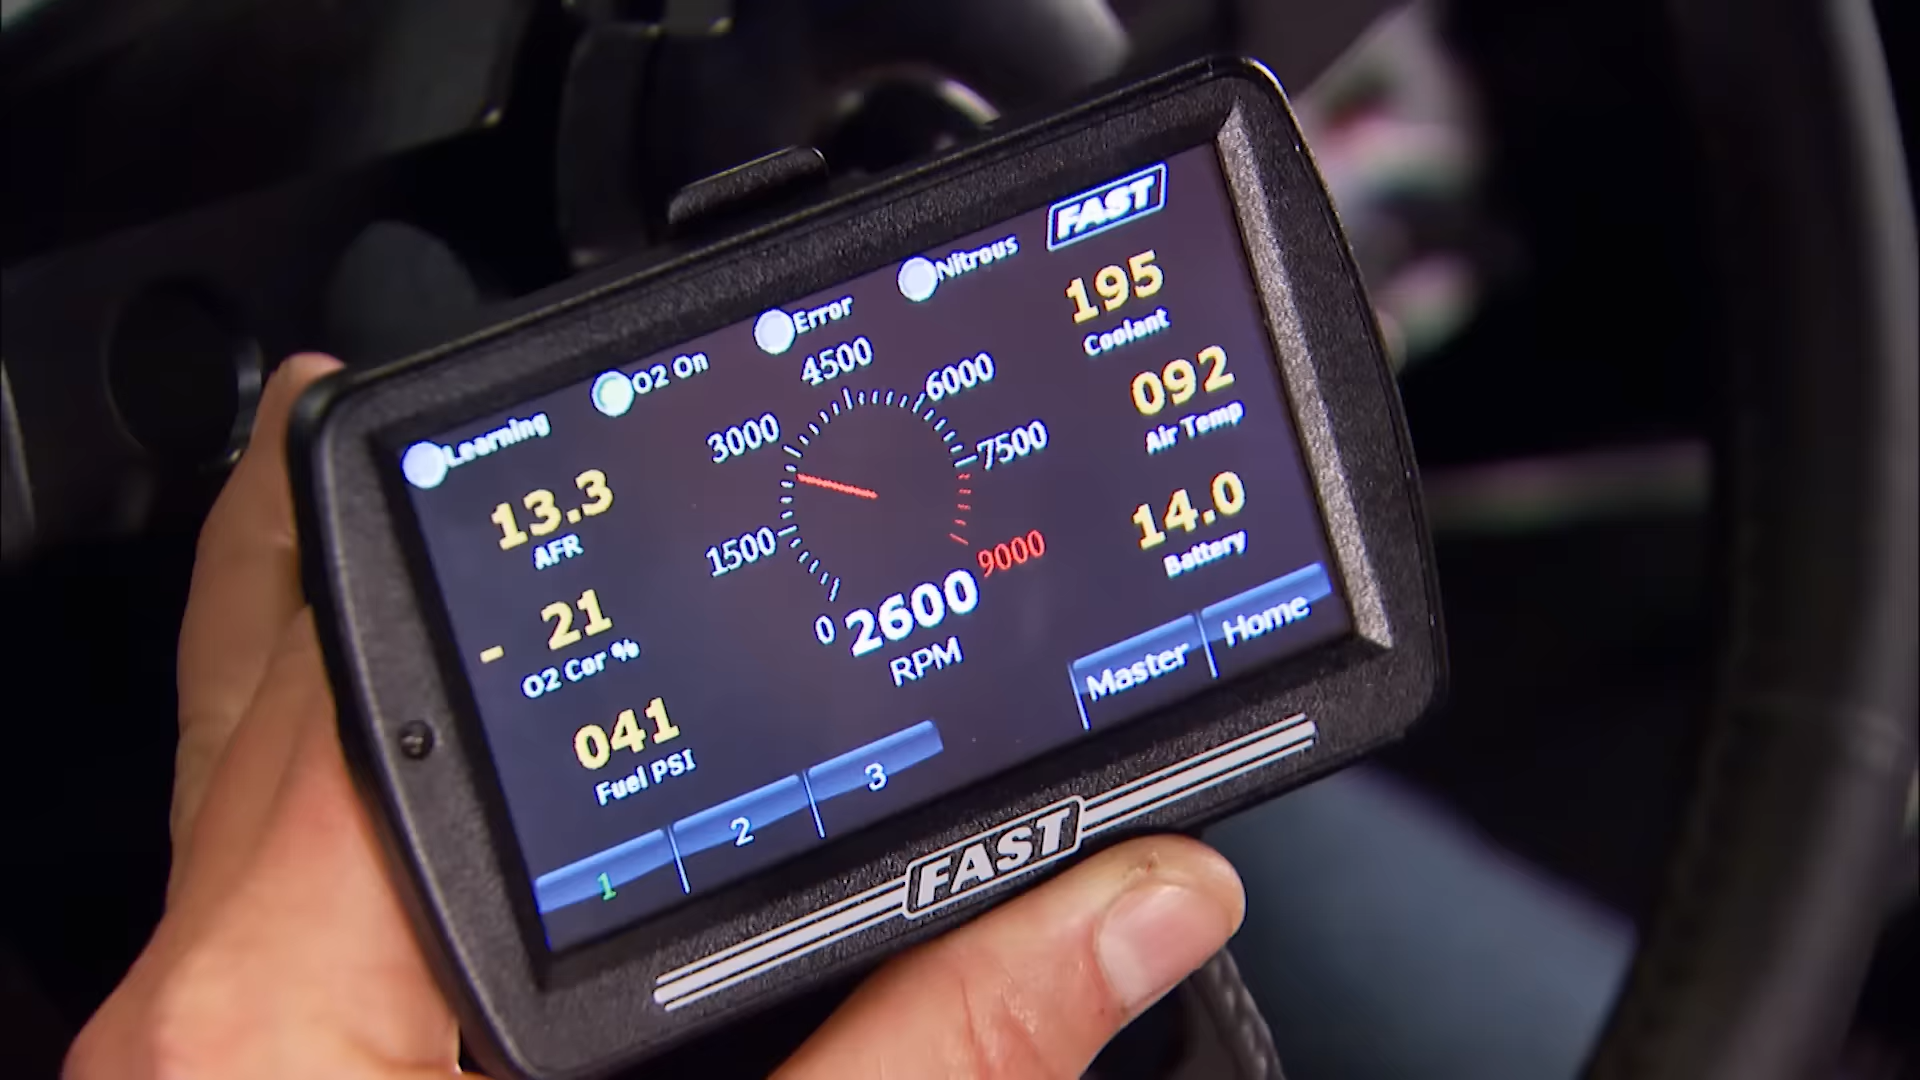 FAST
Learning
O2 On
Error
Nitrous
13.3
AFR
- 21
O2 Cor %
041
Fuel PSI
0
1500
3000
4500
6000
7500
9000
2600
RPM
195
Coolant
092
Air Temp
14.0
Battery
1
2
3
Master
Home
FAST